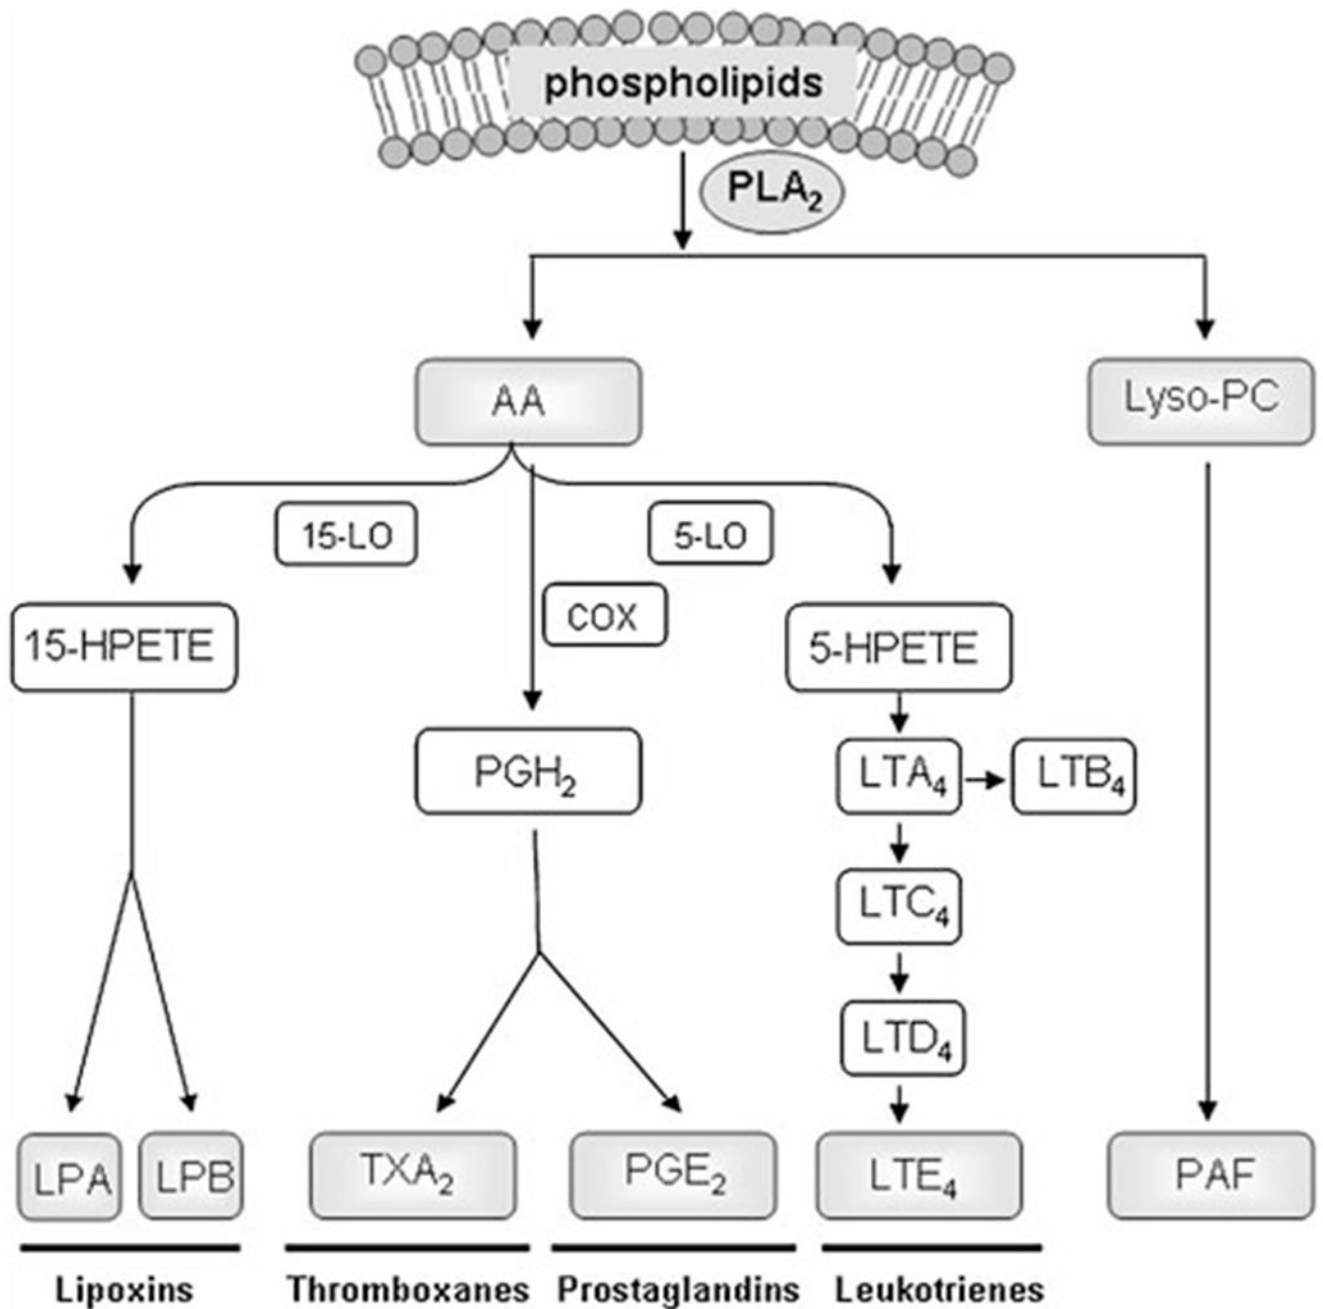 phospholipids
PLA₂
AA
Lyso-PC
15-LO
5-LO
COX
15-HPETE
5-HPETE
PGH₂
LTA₄
LTB₄
LTC₄
LTD₄
LPA
LPB
TXA₂
PGE₂
LTE₄
PAF
Lipoxins
Thromboxanes
Prostaglandins
Leukotrienes